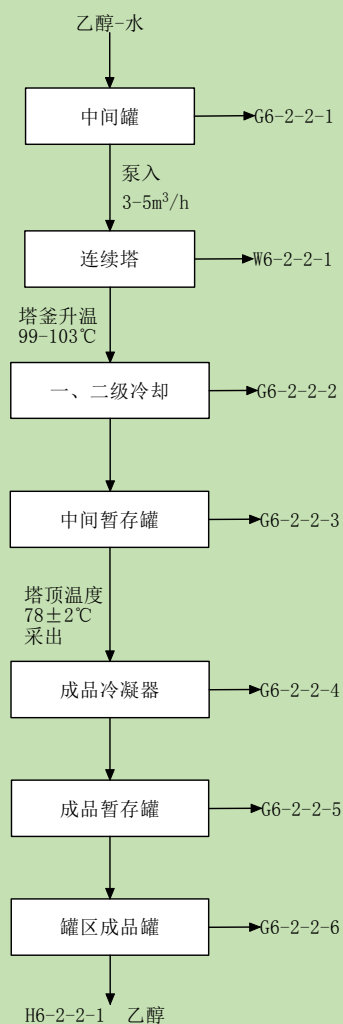 乙醇-水
中间罐
G6-2-2-1
泵入
3-5m³/h
连续塔
W6-2-2-1
塔釜升温
99-103℃
一、二级冷却
G6-2-2-2
中间暂存罐
G6-2-2-3
塔顶温度
78±2℃
采出
成品冷凝器
G6-2-2-4
成品暂存罐
G6-2-2-5
罐区成品罐
G6-2-2-6
H6-2-2-1 乙醇